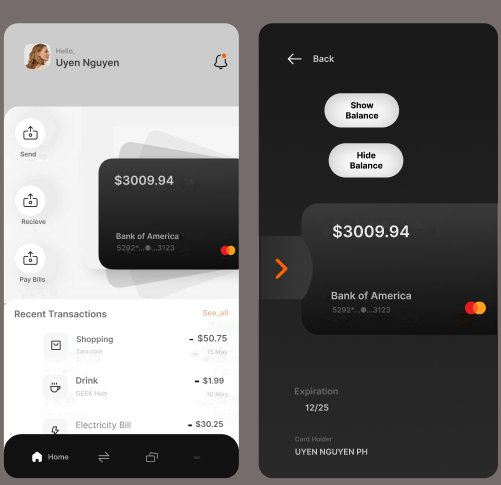 Hello,
Uyen Nguyen
Send
Recieve
Pay Bills
$3009.94
Bank of America
5292*...●...3123
Recent Transactions
See_all
Shopping
- $50.75
Zara.com
15 May
Drink
- $1.99
GEEK Hub
10 May
Electricity Bill
- $30.25
Home
Back
Show
Balance
Hide
Balance
$3009.94
Bank of America
5292*...●...3123
Expiration
12/25
Card Holder
UYEN NGUYEN PH